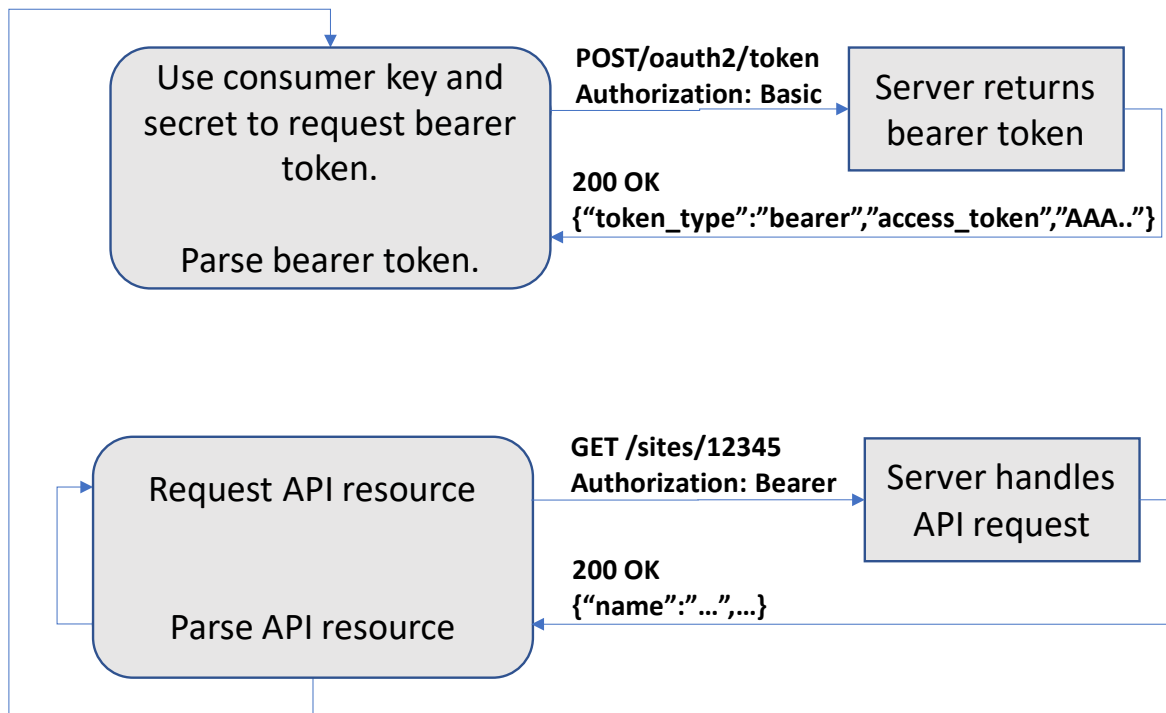 Use consumer key and
secret to request bearer
token.
Parse bearer token.
POST/oauth2/token
Authorization: Basic
Server returns
bearer token
200 OK
{“token_type”:”bearer”,”access_token”,”AAA..”}
Request API resource
Parse API resource
GET /sites/12345
Authorization: Bearer
Server handles
API request
200 OK
{“name”:”…”,…}